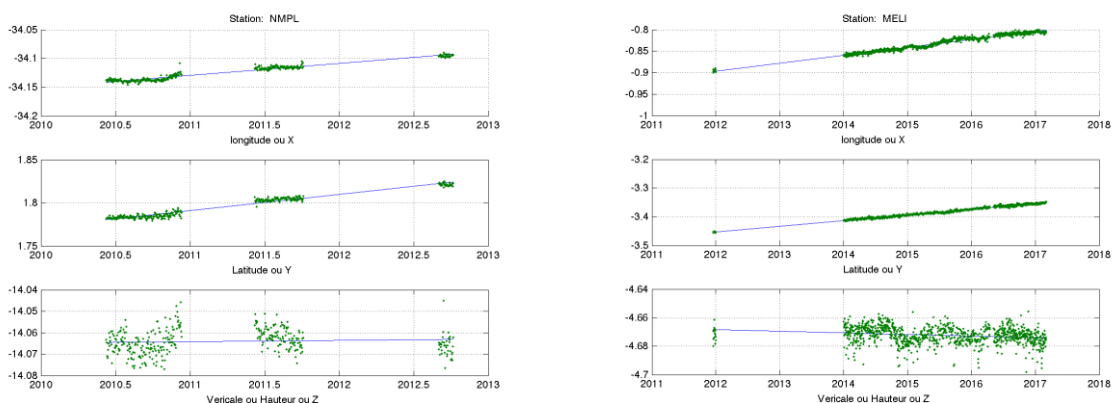 Station: NMPL
-34.05
-34.1
-34.15
-34.2
2010 2010.5 2011 2011.5 2012 2012.5 2013
longitude ou X
1.85
1.8
1.75
2010 2010.5 2011 2011.5 2012 2012.5 2013
Latitude ou Y
-14.04
-14.05
-14.06
-14.07
-14.08
2010 2010.5 2011 2011.5 2012 2012.5 2013
Vericale ou Hauteur ou Z
Station: MELI
-0.8
-0.85
-0.9
-0.95
-1
2011 2012 2013 2014 2015 2016 2017 2018
longitude ou X
-3.2
-3.3
-3.4
-3.5
2011 2012 2013 2014 2015 2016 2017 2018
Latitude ou Y
-4.64
-4.66
-4.68
-4.7
2011 2012 2013 2014 2015 2016 2017 2018
Vericale ou Hauteur ou Z